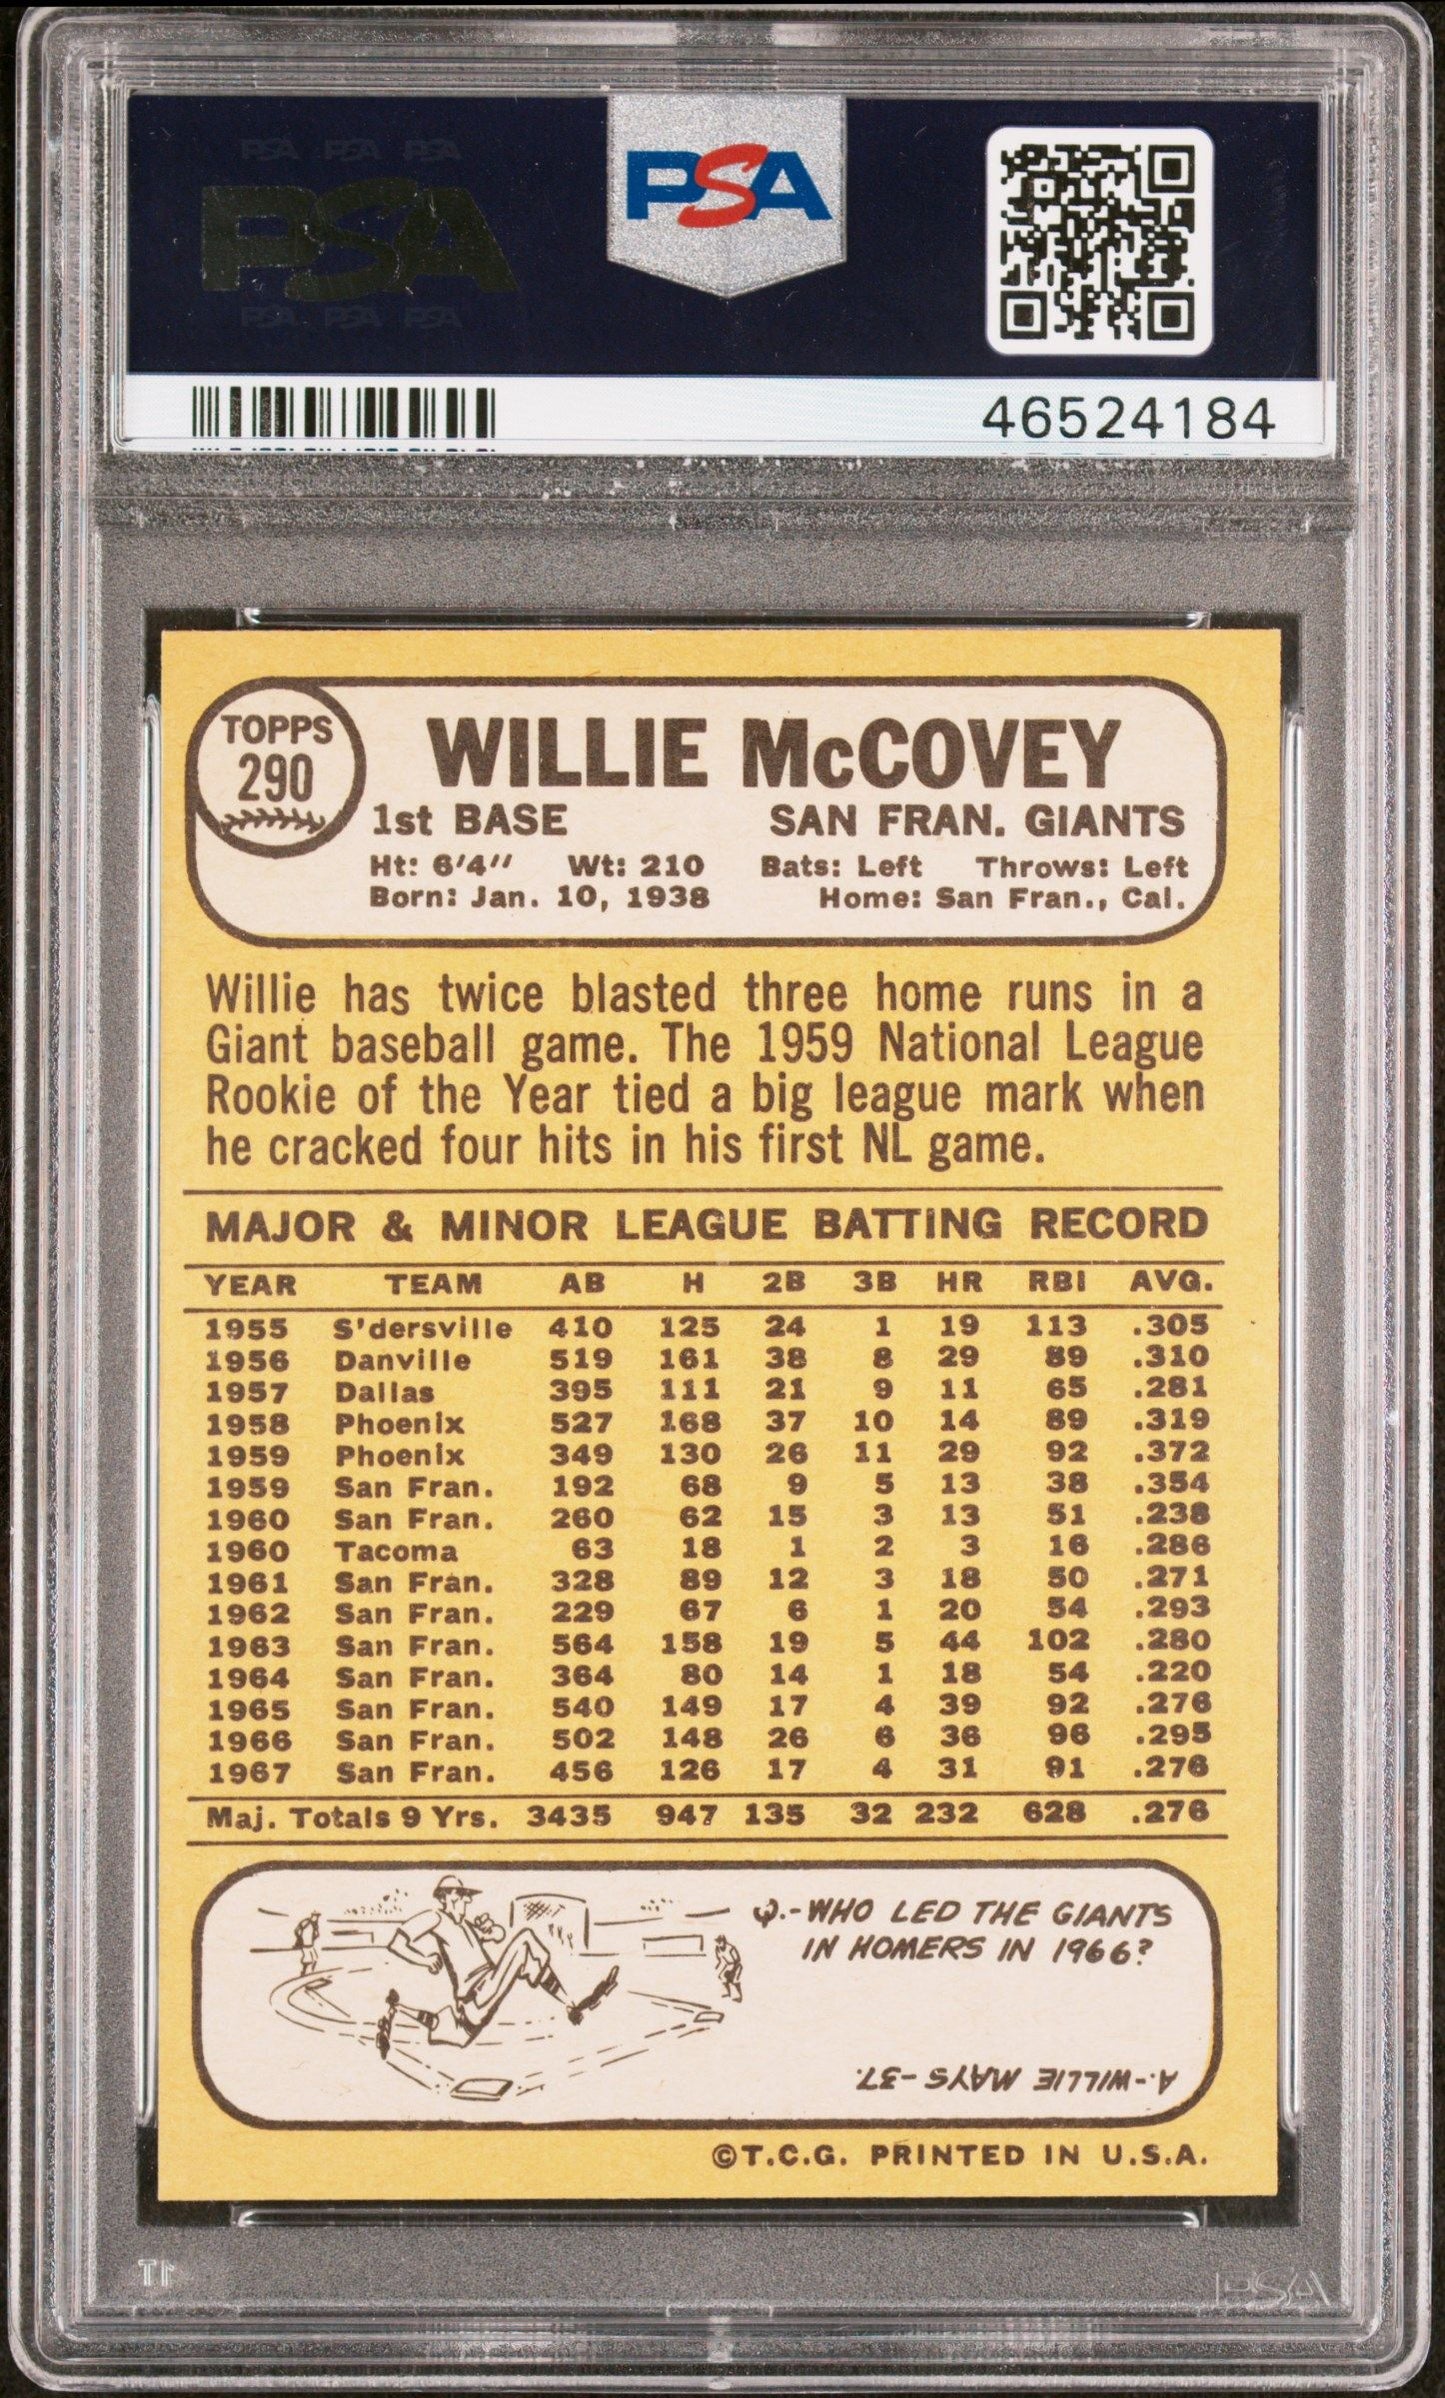 PSA PSA PSA
PSA
PSA PSA PSA
PSA
46524184
TOPPS
290
WILLIE McCOVEY
1st BASE SAN FRAN. GIANTS
Ht: 6'4" Wt: 210 Bats: Left Throws: Left
Born: Jan. 10, 1938 Home: San Fran., Cal.
Willie has twice blasted three home runs in a
Giant baseball game. The 1959 National League
Rookie of the Year tied a big league mark when
he cracked four hits in his first NL game.
MAJOR & MINOR LEAGUE BATTING RECORD
YEAR TEAM AB H 2B 3B HR RBI AVG.
1955 S'dersville 410 125 24 1 19 113 .305
1956 Danville 519 161 38 8 29 89 .310
1957 Dallas 395 111 21 9 11 65 .281
1958 Phoenix 527 168 37 10 14 89 .319
1959 Phoenix 349 130 26 11 29 92 .372
1959 San Fran. 192 68 9 5 13 38 .354
1960 San Fran. 260 62 15 3 13 51 .238
1960 Tacoma 63 18 1 2 3 16 .286
1961 San Fran. 328 89 12 3 18 50 .271
1962 San Fran. 229 67 6 1 20 54 .293
1963 San Fran. 564 158 19 5 44 102 .280
1964 San Fran. 364 80 14 1 18 54 .220
1965 San Fran. 540 149 17 4 39 92 .276
1966 San Fran. 502 148 26 6 36 96 .295
1967 San Fran. 456 126 17 4 31 91 .276
Maj. Totals 9 Yrs. 3435 947 135 32 232 628 .276
Q.-WHO LED THE GIANTS
IN HOMERS IN 1966?
A.-WILLIE MAYS -37.
©T.C.G. PRINTED IN U.S.A.
PSA